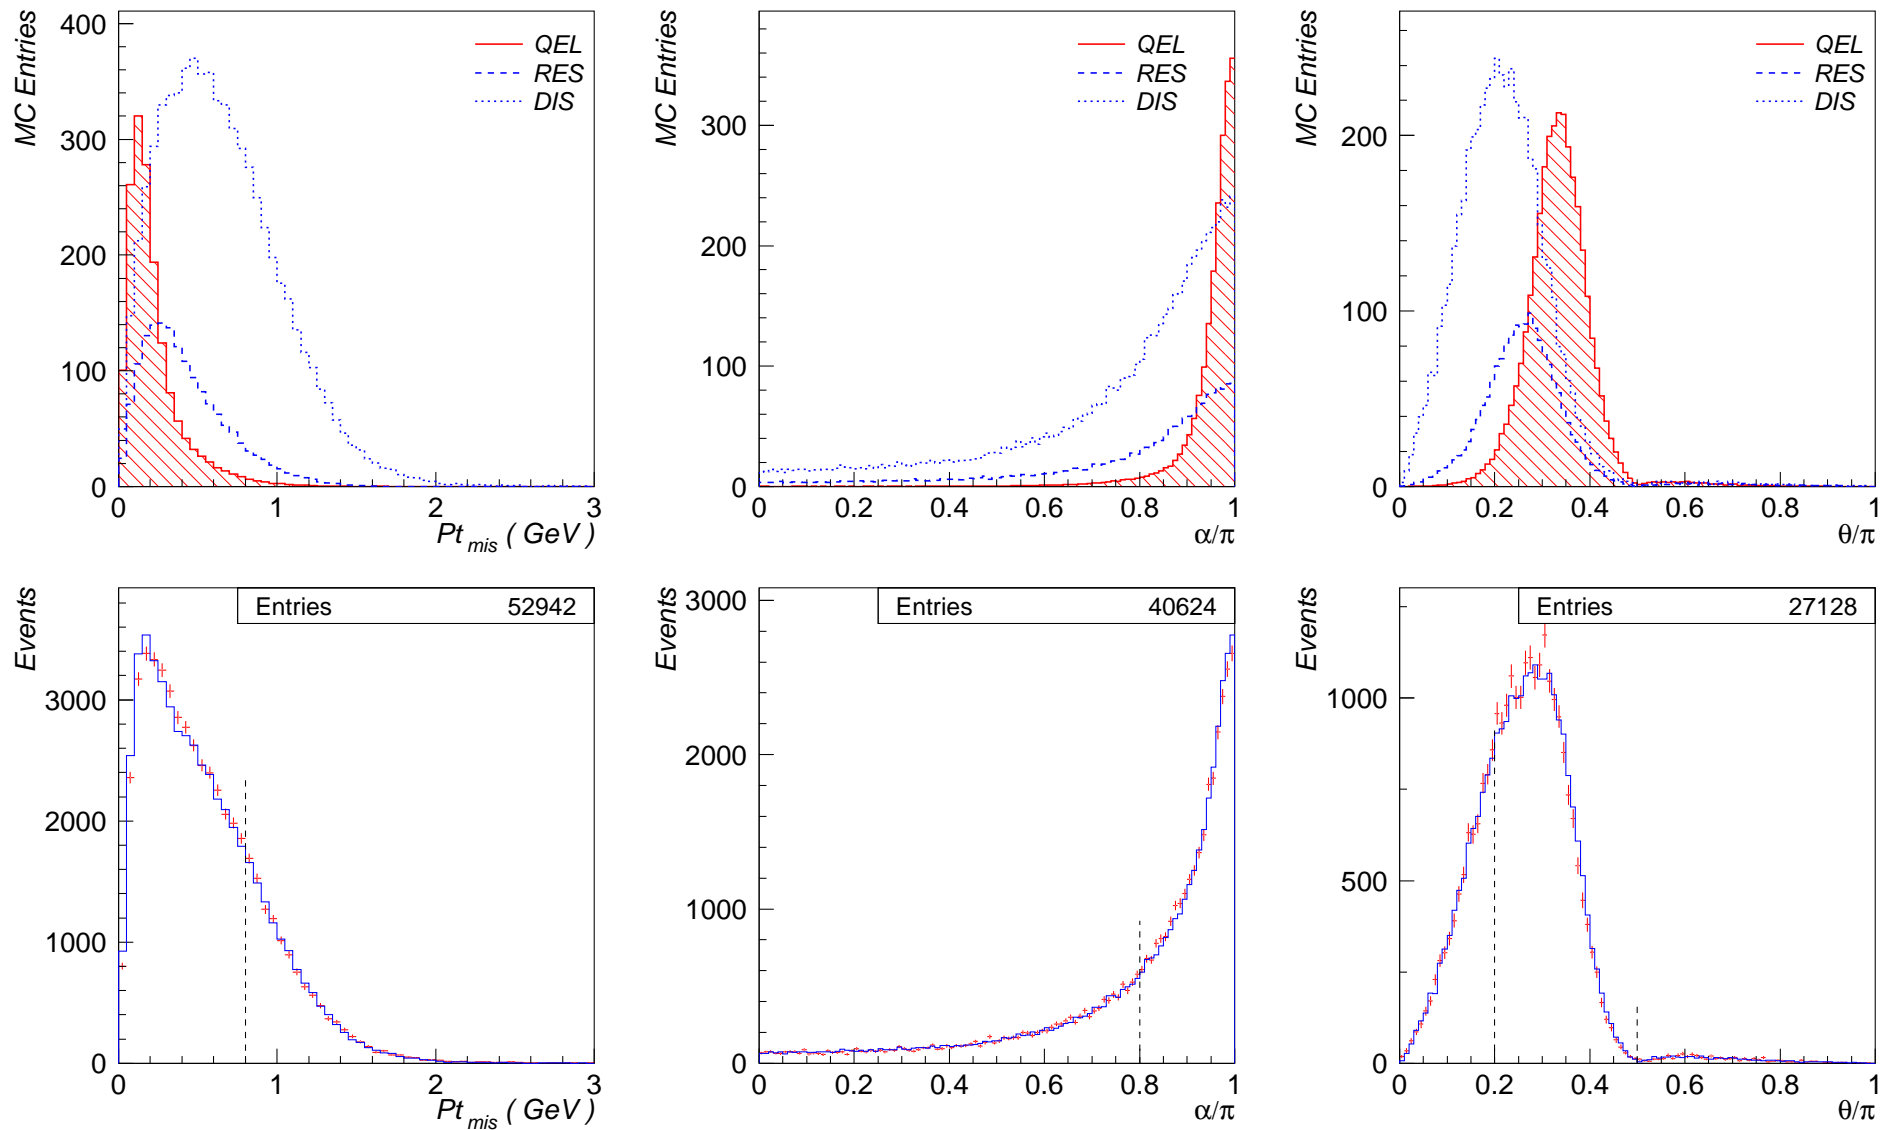 MC Entries
400
300
200
100
0
QEL
RES
DIS
0 1 2 3
Pt mis ( GeV )
MC Entries
300
200
100
0
QEL
RES
DIS
0 0.2 0.4 0.6 0.8 1
α/π
MC Entries
200
100
0
QEL
RES
DIS
0 0.2 0.4 0.6 0.8 1
θ/π
Events
3000
2000
1000
0
Entries 52942
0 1 2 3
Pt mis ( GeV )
Events
3000
2000
1000
0
Entries 40624
0 0.2 0.4 0.6 0.8 1
α/π
Events
1000
500
0
Entries 27128
0 0.2 0.4 0.6 0.8 1
θ/π